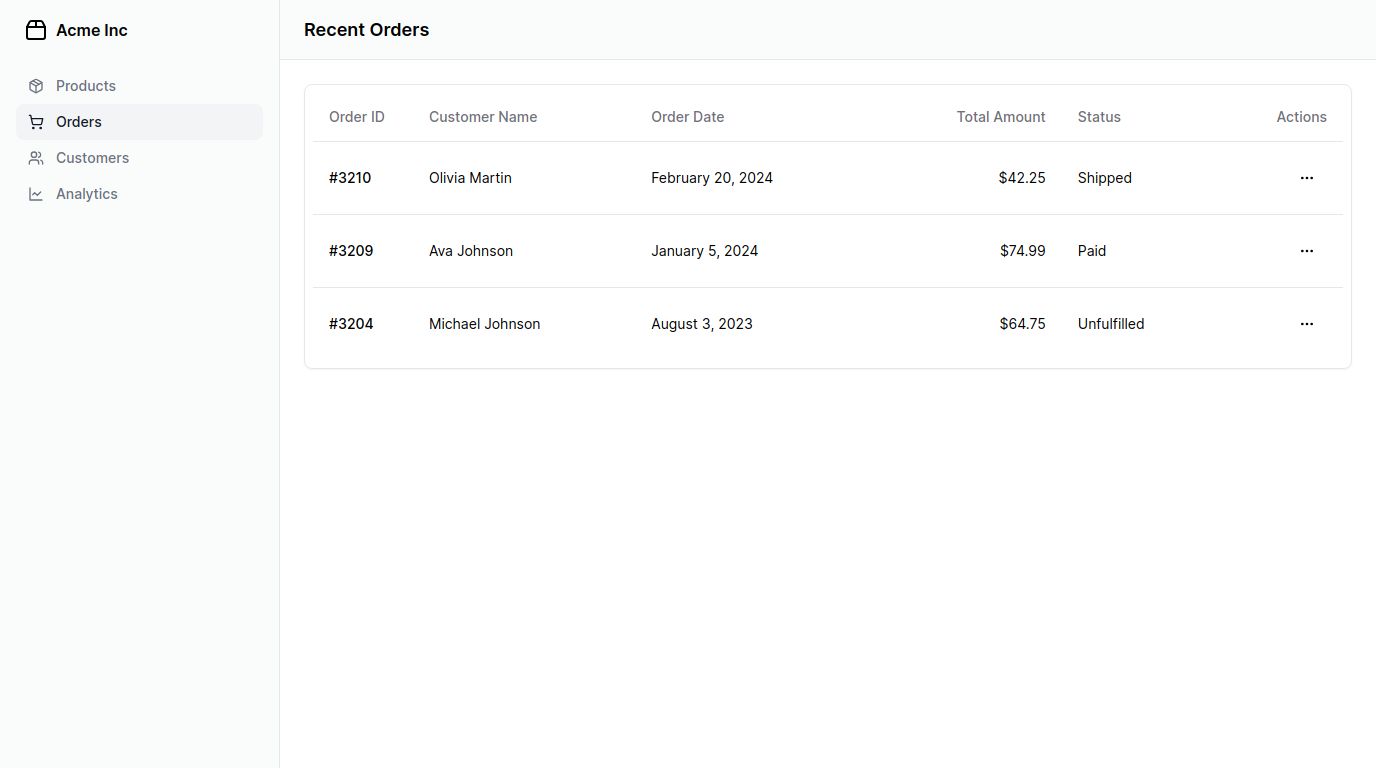 Acme Inc
Products
Orders
Customers
Analytics
Recent Orders
Order ID Customer Name Order Date Total Amount Status Actions
#3210 Olivia Martin February 20, 2024 $42.25 Shipped ...
#3209 Ava Johnson January 5, 2024 $74.99 Paid ...
#3204 Michael Johnson August 3, 2023 $64.75 Unfulfilled ...